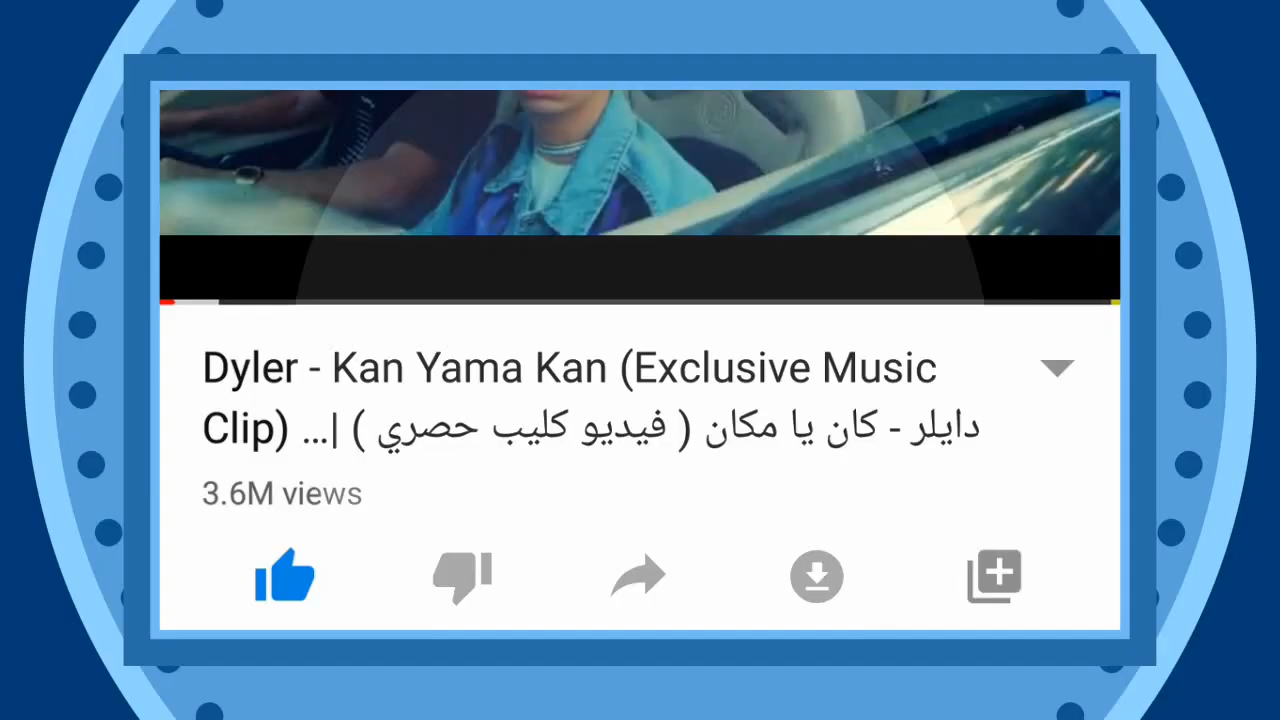 Dyler - Kan Yama Kan (Exclusive Music
Clip) ...| ( دايلر - كان يا مكان ( فيديو كليب حصري
3.6M views